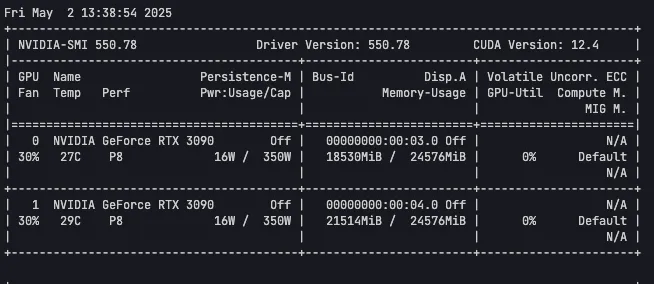 Fri May  2 13:38:54 2025
+-----------------------------------------------------------------------------------------+
| NVIDIA-SMI 550.78                 Driver Version: 550.78         CUDA Version: 12.4     |
|-----------------------------------------+------------------------+----------------------+
| GPU  Name                 Persistence-M | Bus-Id          Disp.A | Volatile Uncorr. ECC |
| Fan  Temp   Perf          Pwr:Usage/Cap |           Memory-Usage | GPU-Util  Compute M. |
|                                         |                        |               MIG M. |
|=========================================+========================+======================|
|   0  NVIDIA GeForce RTX 3090        Off |   00000000:00:03.0 Off |                  N/A |
| 30%   27C    P8              16W /  350W |   18530MiB /  24576MiB |      0%      Default |
|                                         |                        |                  N/A |
+-----------------------------------------+------------------------+----------------------+
|   1  NVIDIA GeForce RTX 3090        Off |   00000000:00:04.0 Off |                  N/A |
| 30%   29C    P8              16W /  350W |   21514MiB /  24576MiB |      0%      Default |
|                                         |                        |                  N/A |
+-----------------------------------------+------------------------+----------------------+